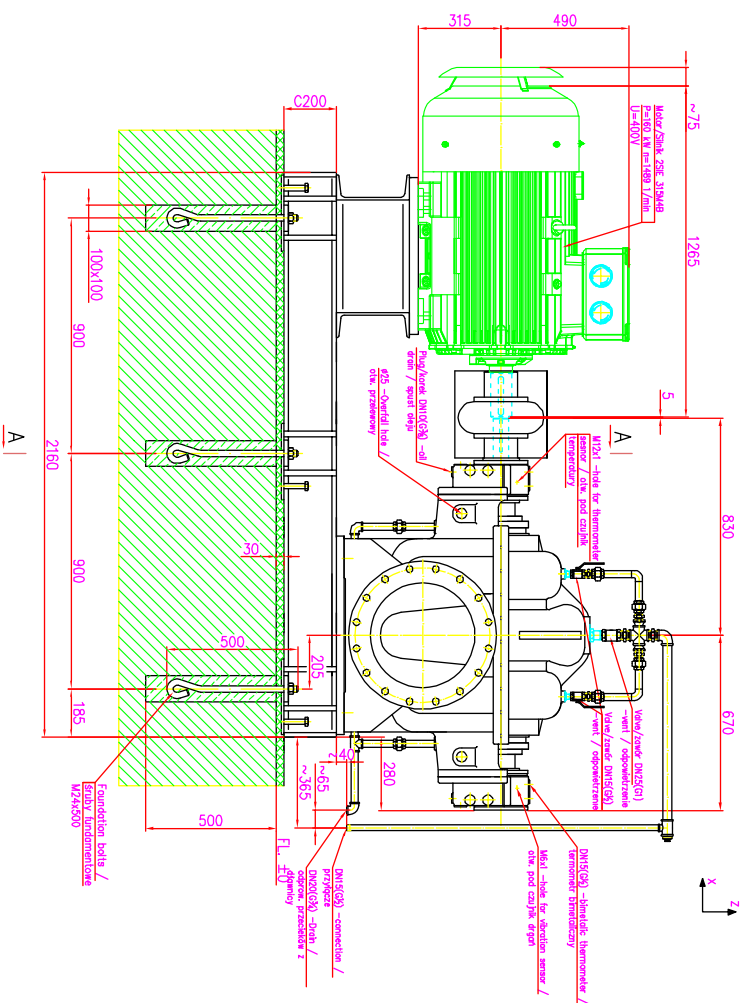 315
490
C200
~75
Motor/Silnik 2SIE 315M4B
P=160 kW n=1489 1/min
U=400V
1265
100x100
900
A
2160
Plug/korek DN10(G⅜) -oil
drain / spust oleju
ø25 -Overfall hole /
otw. przelewowy
5
M12x1 -hole for thermometer
sesnor / otw. pod czujnik
temperatury
A
830
30
900
500
205
185
Valve/zawór DN25(G1)
-vent / odpowietrzenie
Valve/zawór DN15(G½)
-vent / odpowietrzenie
670
~40
280
~65
~365
500
Foundation bolts /
śruby fundamentowe
M24x500
FL. ±0
DN15(G½) -connection /
przyłącze
DN20(G¾) -Drain /
odprow. przecieków z
dławnicy
DN15(G½) -bimetalic thermometer /
termometr bimetaliczny
M6x1 -hole for vibration sensor /
otw. pod czujnik drgań
X
Z